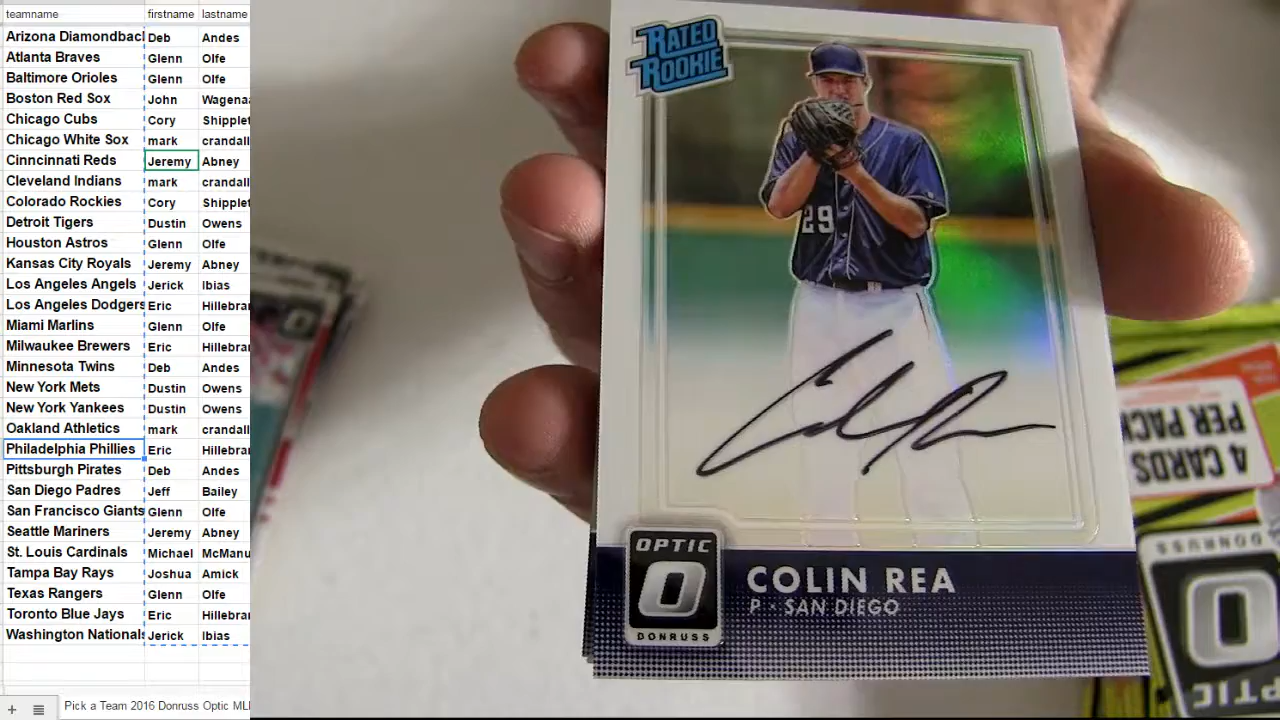 teamname firstname lastname
Arizona Diamondbacl Deb Andes
Atlanta Braves Glenn Olfe
Baltimore Orioles Glenn Olfe
Boston Red Sox John Wagena
Chicago Cubs Cory Shipplet
Chicago White Sox mark crandall
Cinncinnati Reds Jeremy Abney
Cleveland Indians mark crandall
Colorado Rockies Cory Shipplet
Detroit Tigers Dustin Owens
Houston Astros Glenn Olfe
Kansas City Royals Jeremy Abney
Los Angeles Angels Jerick Ibias
Los Angeles Dodgers Eric Hillebrar
Miami Marlins Glenn Olfe
Milwaukee Brewers Eric Hillebrar
Minnesota Twins Deb Andes
New York Mets Dustin Owens
New York Yankees Dustin Owens
Oakland Athletics mark crandall
Philadelphia Phillies Eric Hillebrar
Pittsburgh Pirates Deb Andes
San Diego Padres Jeff Bailey
San Francisco Giants Glenn Olfe
Seattle Mariners Jeremy Abney
St. Louis Cardinals Michael McManu
Tampa Bay Rays Joshua Amick
Texas Rangers Glenn Olfe
Toronto Blue Jays Eric Hillebrar
Washington Nationals Jerick Ibias
Pick a Team 2016 Donruss Optic ML
RATED
ROOKIE
29
OPTIC
DONRUSS
COLIN REA
P · SAN DIEGO
4 CARDS
PER PACK
DONRUSS
OPTIC